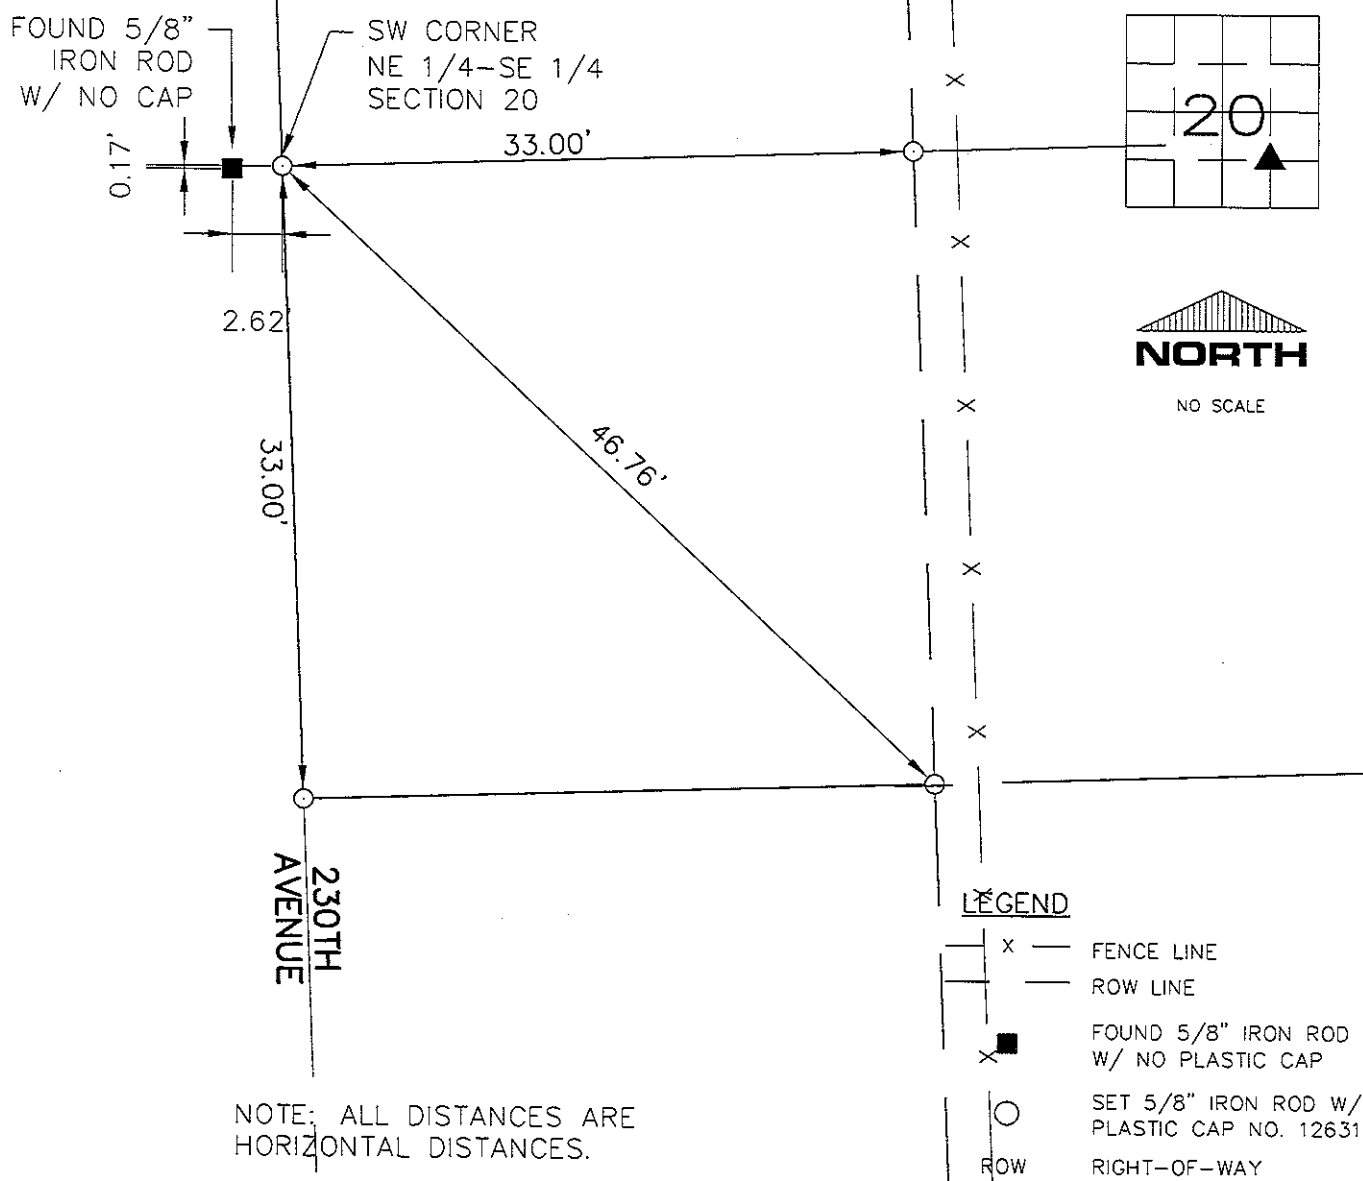 FOUND 5/8"
IRON ROD
W/ NO CAP
SW CORNER
NE 1/4-SE 1/4
SECTION 20
20
0.17'
33.00'
2.62'
NORTH
NO SCALE
33.00'
46.76'
230TH
AVENUE
LEGEND
X FENCE LINE
ROW LINE
FOUND 5/8" IRON ROD
W/ NO PLASTIC CAP
SET 5/8" IRON ROD W/
PLASTIC CAP NO. 12631
ROW RIGHT-OF-WAY
NOTE: ALL DISTANCES ARE
HORIZONTAL DISTANCES.